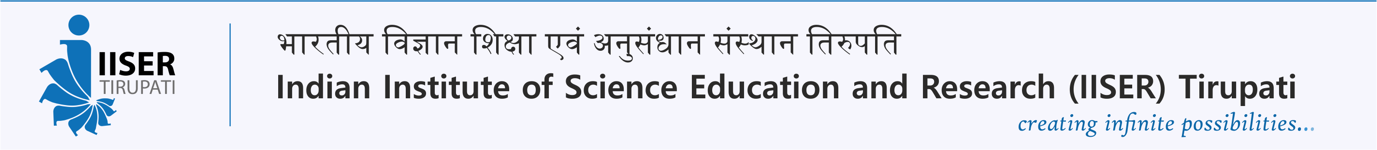 IISER
TIRUPATI
भारतीय विज्ञान शिक्षा एवं अनुसंधान संस्थान तिरुपति
Indian Institute of Science Education and Research (IISER) Tirupati
creating infinite possibilities...